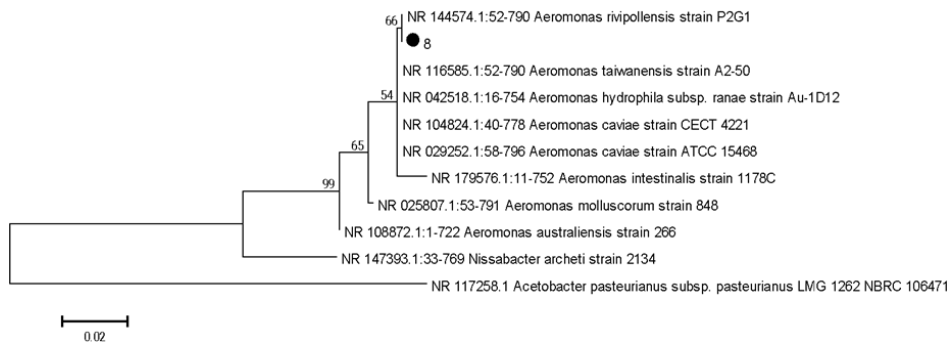 NR 144574.1:52-790 Aeromonas rivipollensis strain P2G1
66
8
NR 116585.1:52-790 Aeromonas taiwanensis strain A2-50
54
NR 042518.1:16-754 Aeromonas hydrophila subsp. ranae strain Au-1D12
NR 104824.1:40-778 Aeromonas caviae strain CECT 4221
65
NR 029252.1:58-796 Aeromonas caviae strain ATCC 15468
NR 179576.1:11-752 Aeromonas intestinalis strain 1178C
99
NR 025807.1:53-791 Aeromonas molluscorum strain 848
NR 108872.1:1-722 Aeromonas australiensis strain 266
NR 147393.1:33-769 Nissabacter archeti strain 2134
NR 117258.1 Acetobacter pasteurianus subsp. pasteurianus LMG 1262 NBRC 106471
0.02